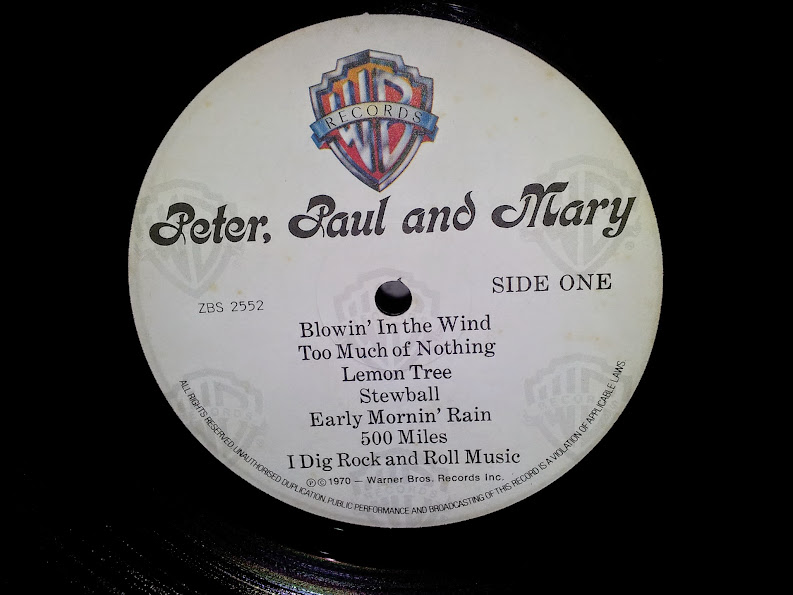 WB
RECORDS
Peter, Paul and Mary
ZBS 2552
SIDE ONE
Blowin' In the Wind
Too Much of Nothing
Lemon Tree
Stewball
Early Mornin' Rain
500 Miles
I Dig Rock and Roll Music
℗©1970 — Warner Bros. Records Inc.
ALL RIGHTS RESERVED. UNAUTHORISED DUPLICATION, PUBLIC PERFORMANCE AND BROADCASTING OF THIS RECORD IS A VIOLATION OF APPLICABLE LAWS